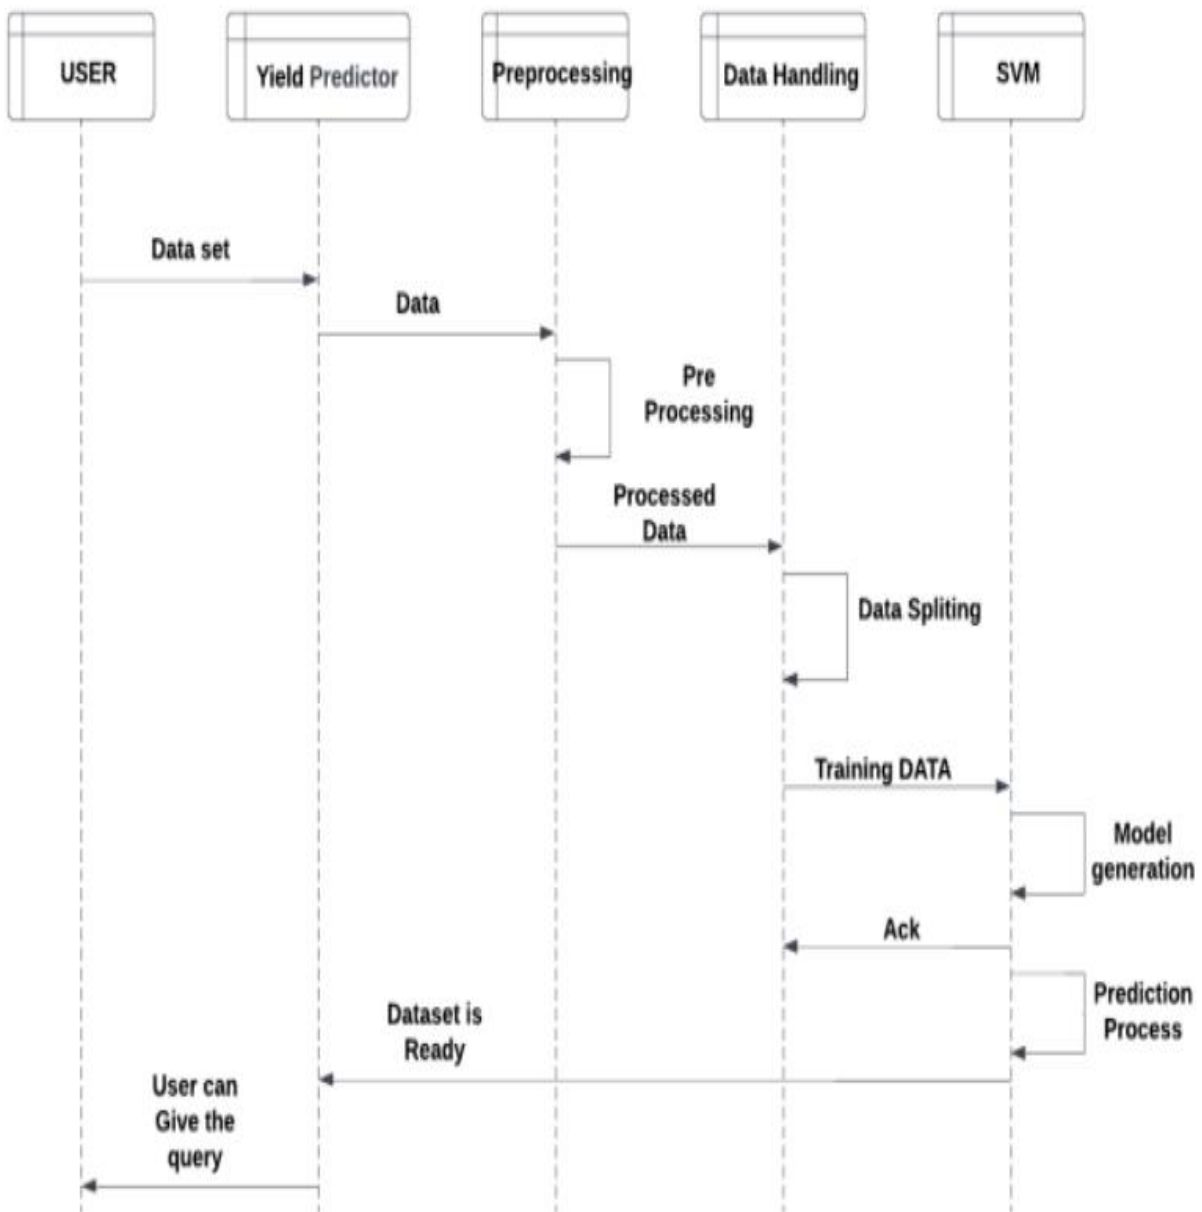 USER
Yield Predictor
Preprocessing
Data Handling
SVM
Data set
Data
Pre
Processing
Processed
Data
Data Spliting
Training DATA
Model
generation
Ack
Prediction
Process
Dataset is
Ready
User can
Give the
query